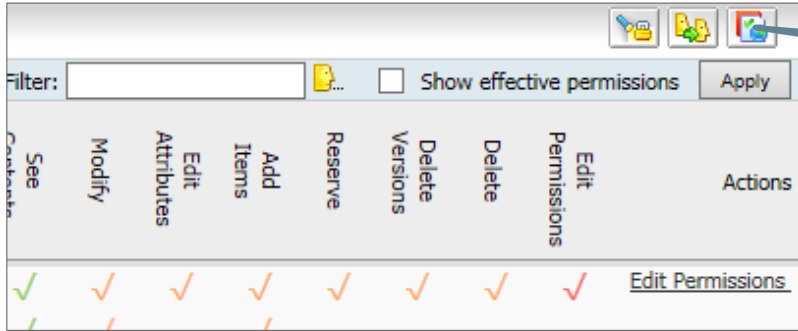 Filter:
Show effective permissions
Apply
See
Contents
Modify
Edit
Attributes
Add
Items
Reserve
Delete
Versions
Delete
Edit
Permissions
Actions
√ √ √ √ √ √ √ √ Edit Permissions
√ √ √